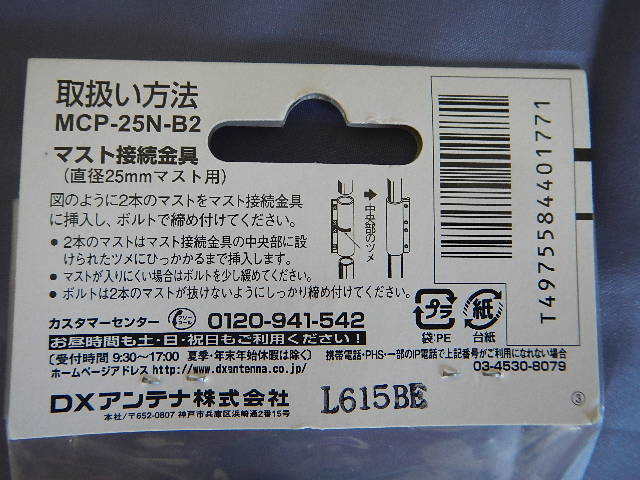 取扱い方法
MCP-25N-B2
マスト接続金具
(直径25mmマスト用)
図のように2本のマストをマスト接続金具
に挿入し、ボルトで締め付けてください。
● 2本のマストはマスト接続金具の中央部に設
けられたツメにひっかかるまで挿入します。
● マストが入りにくい場合はボルトを少し緩めてください。
● ボルトは2本のマストが抜けないようにしっかり締め付けてください。
中央部のツメ
T4975584401771
プラ
袋:PE
紙
台紙
カスタマーセンター フリーコール 0120-941-542
お昼時間も土・日・祝日もご利用可能
〔受付時間 9:30~17:00 夏季・年末年始休暇は除く〕
携帯電話・PHS・一部のIP電話で上記番号がご利用になれない場合
03-4530-8079
ホームページアドレス http://www.dxantenna.co.jp/
DXアンテナ株式会社
本社/〒652-0807 神戸市兵庫区浜崎通2番15号
L615BE
③